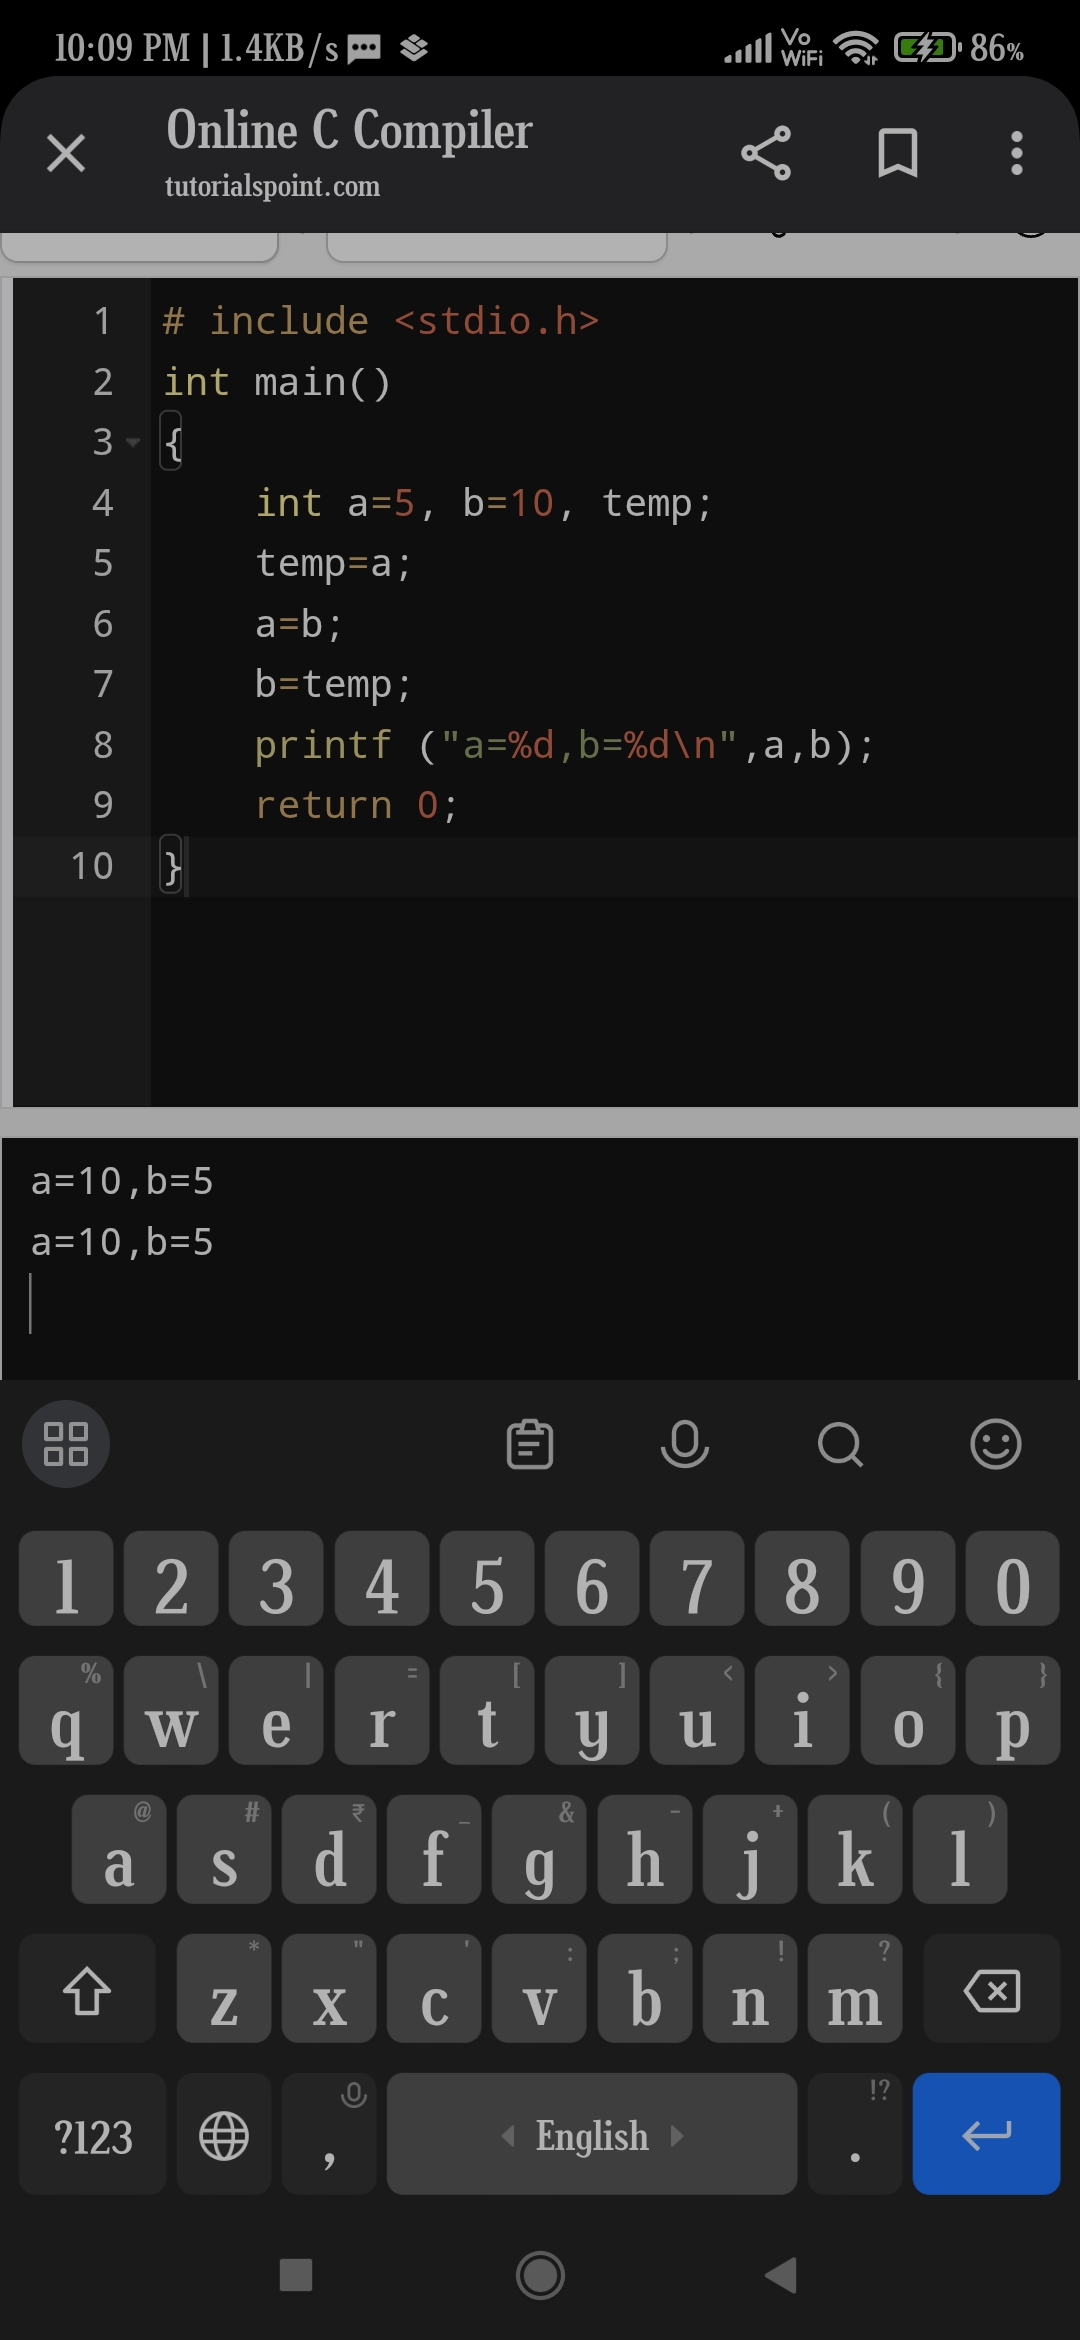 10:09 PM | 1.4KB/s Vo WiFi 86%
Online C Compiler
tutorialspoint.com
1 # include <stdio.h>
2 int main()
3 {
4 int a=5, b=10, temp;
5 temp=a;
6 a=b;
7 b=temp;
8 printf ("a=%d,b=%d\n",a,b);
9 return 0;
10 }
a=10,b=5
a=10,b=5
1 2 3 4 5 6 7 8 9 0
% \ | = [ ] < > { }
q w e r t y u i o p
@ # ₹ _ & - + ( )
a s d f g h j k l
* " ' : ; ! ?
z x c v b n m
!?
?123 , English .